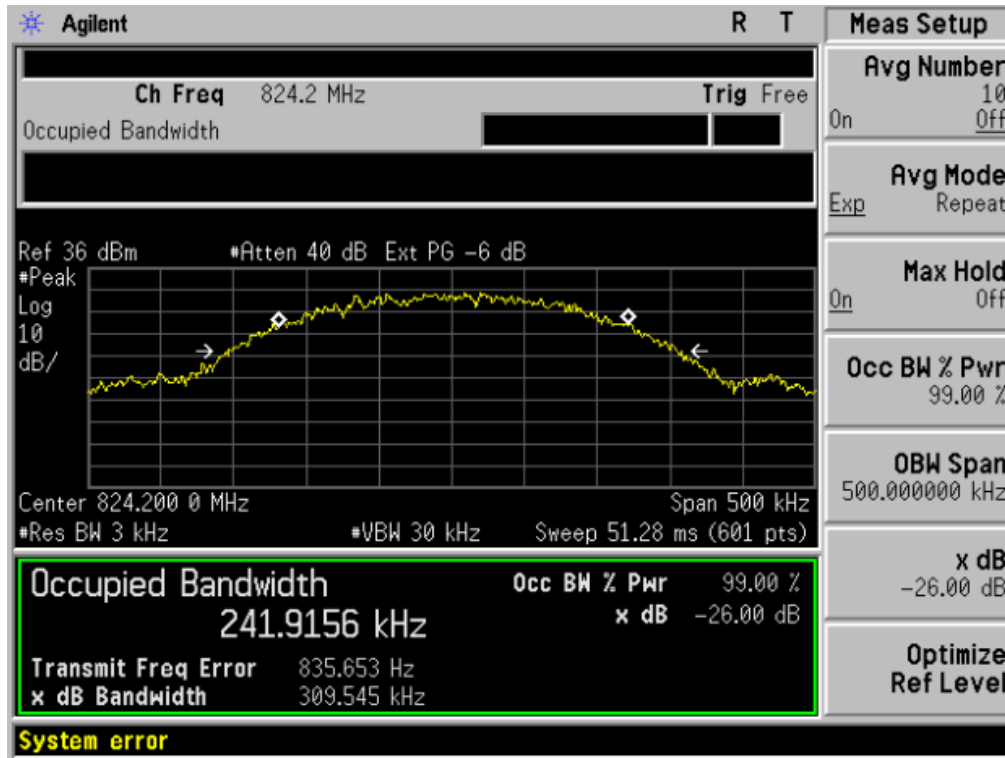 Agilent R T
Ch Freq 824.2 MHz Trig Free
Occupied Bandwidth
Ref 36 dBm #Atten 40 dB Ext PG -6 dB
#Peak
Log
10
dB/
Center 824.200 0 MHz Span 500 kHz
#Res BW 3 kHz #VBW 30 kHz Sweep 51.28 ms (601 pts)
Occupied Bandwidth Occ BW % Pwr 99.00 %
241.9156 kHz x dB -26.00 dB
Transmit Freq Error 835.653 Hz
x dB Bandwidth 309.545 kHz
System error
Meas Setup
Avg Number
10
On Off
Avg Mode
Exp Repeat
Max Hold
On Off
Occ BW % Pwr
99.00 %
OBW Span
500.000000 kHz
x dB
-26.00 dB
Optimize
Ref Level